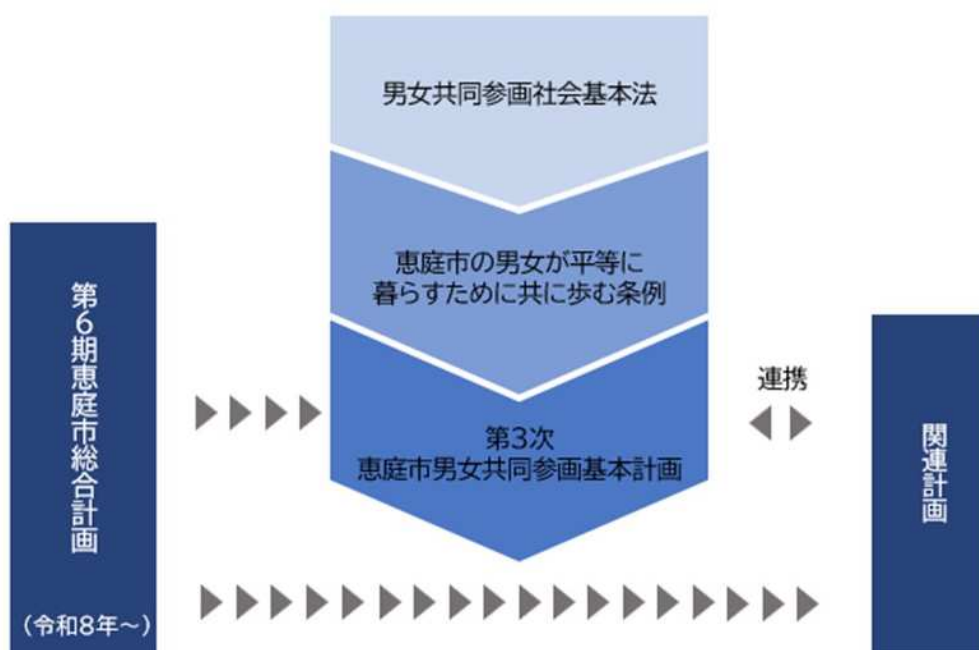 男女共同参画社会基本法
恵庭市の男女が平等に
暮らすために共に歩む条例
第3次
恵庭市男女共同参画基本計画
第6期恵庭市総合計画
(令和8年～)
連携
関連計画